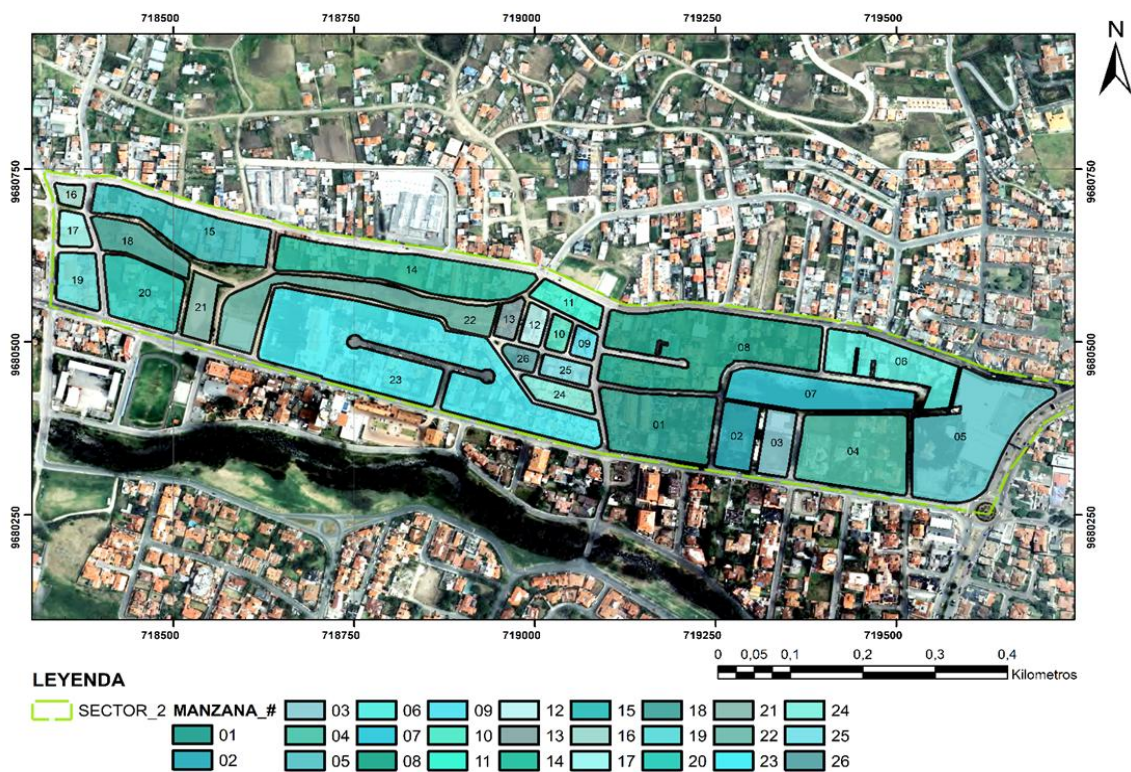 718500 718750 719000 719250 719500
N
9680750 9680750
16
17 15
18
14
19 20 21
11
22 13 12
10 09
9680500 9680500
08
06
26 25
23 07
24
01 02 03 04 05
9680250 9680250
718500 718750 719000 719250 719500
0 0,05 0,1 0,2 0,3 0,4
Kilometros
LEYENDA
SECTOR_2 MANZANA_# 03 06 09 12 15 18 21 24
01 04 07 10 13 16 19 22 25
02 05 08 11 14 17 20 23 26